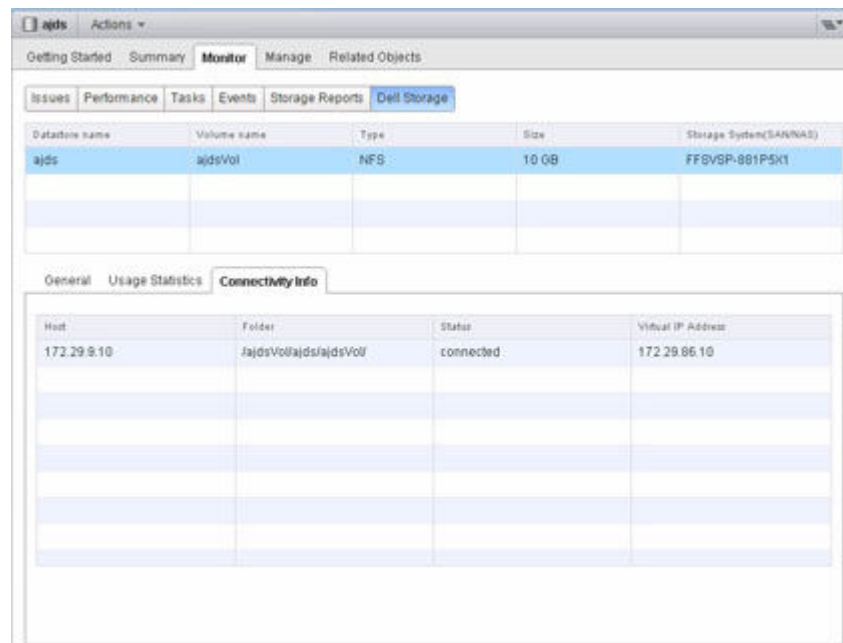 ajds Actions
Getting Started Summary Monitor Manage Related Objects
Issues Performance Tasks Events Storage Reports Dell Storage
Datastore name Volume name Type Size Storage System(SAN/NAS)
ajds ajdsVol NFS 10 GB FFSVSP-881P5X1
General Usage Statistics Connectivity Info
Host Folder Status Virtual IP Address
172.29.9.10 /ajdsVol/ajds/ajdsVol/ connected 172.29.86.10